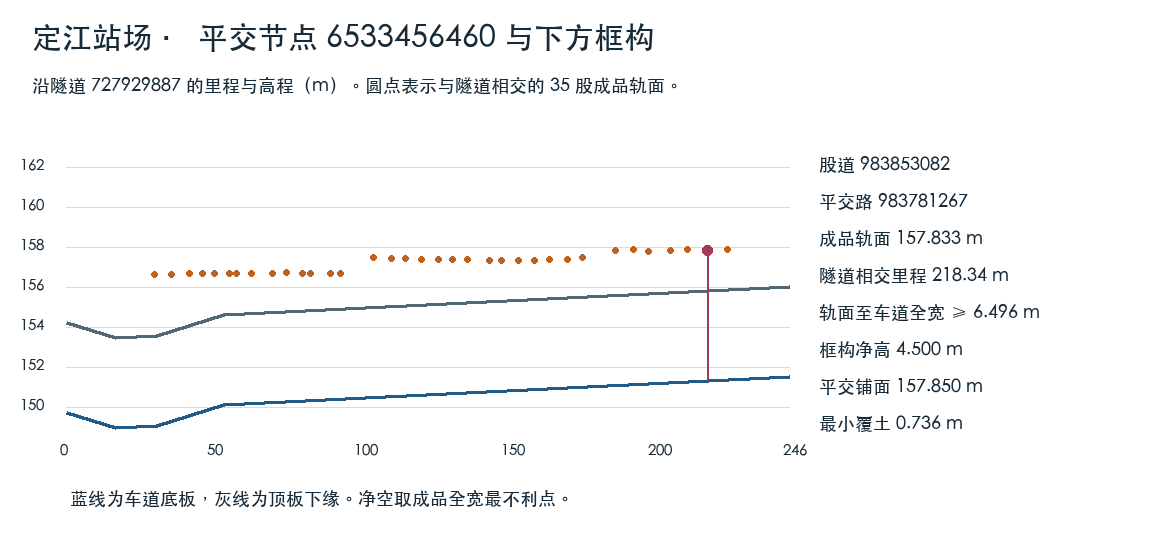 定江站场 · 平交节点 6533456460 与下方框构
沿隧道 727929887 的里程与高程（m）。圆点表示与隧道相交的 35 股成品轨面。
162
160
158
156
154
152
150
0 50 100 150 200 246
股道 983853082
平交路 983781267
成品轨面 157.833 m
隧道相交里程 218.34 m
轨面至车道全宽 ≥ 6.496 m
框构净高 4.500 m
平交铺面 157.850 m
最小覆土 0.736 m
蓝线为车道底板，灰线为顶板下缘。净空取成品全宽最不利点。